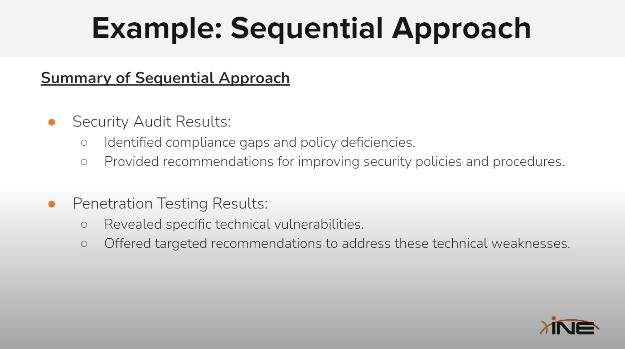 Example: Sequential Approach
Summary of Sequential Approach
● Security Audit Results:
○ Identified compliance gaps and policy deficiencies.
○ Provided recommendations for improving security policies and procedures.
● Penetration Testing Results:
○ Revealed specific technical vulnerabilities.
○ Offered targeted recommendations to address these technical weaknesses.
INE